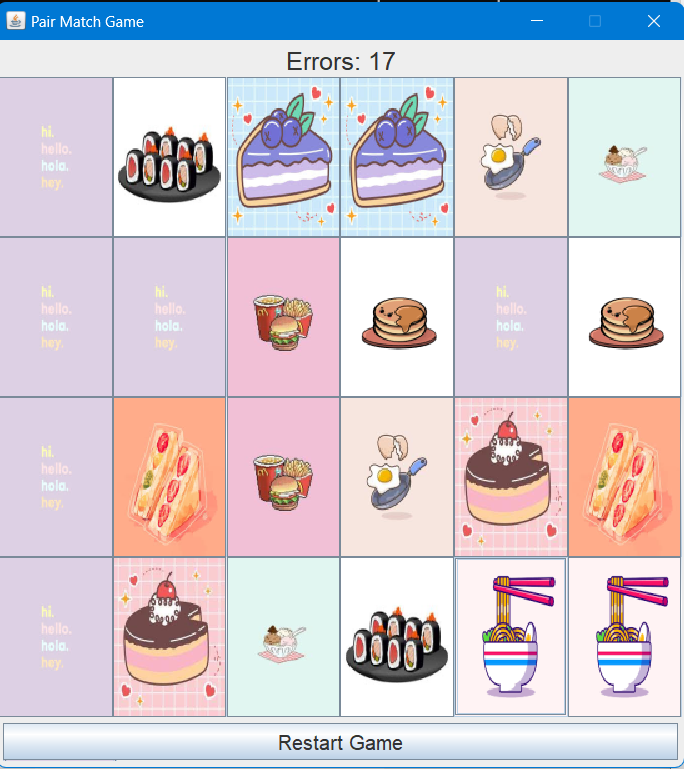 Pair Match Game
Errors: 17
hi.
hello.
hola.
hey.
hi.
hello.
hola.
hey.
hi.
hello.
hola.
hey.
hi.
hello.
hola.
hey.
hi.
hello.
hola.
hey.
hi.
hello.
hola.
hey.
Restart Game